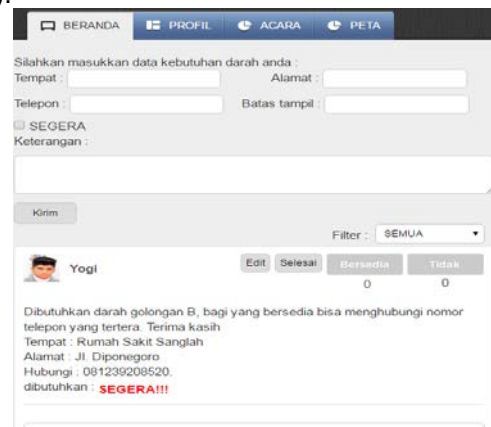 y.
BERANDA PROFIL ACARA PETA
Silahkan masukkan data kebutuhan darah anda :
Tempat : Alamat :
Telepon : Batas tampil :
SEGERA
Keterangan :
Kirim
Filter : SEMUA
Yogi Edit Selesai Bersedia Tidak
0 0
Dibutuhkan darah golongan B, bagi yang bersedia bisa menghubungi nomor
telepon yang tertera. Terima kasih
Tempat : Rumah Sakit Sanglah
Alamat : Jl. Diponegoro
Hubungi : 081239208520.
dibutuhkan : SEGERA!!!